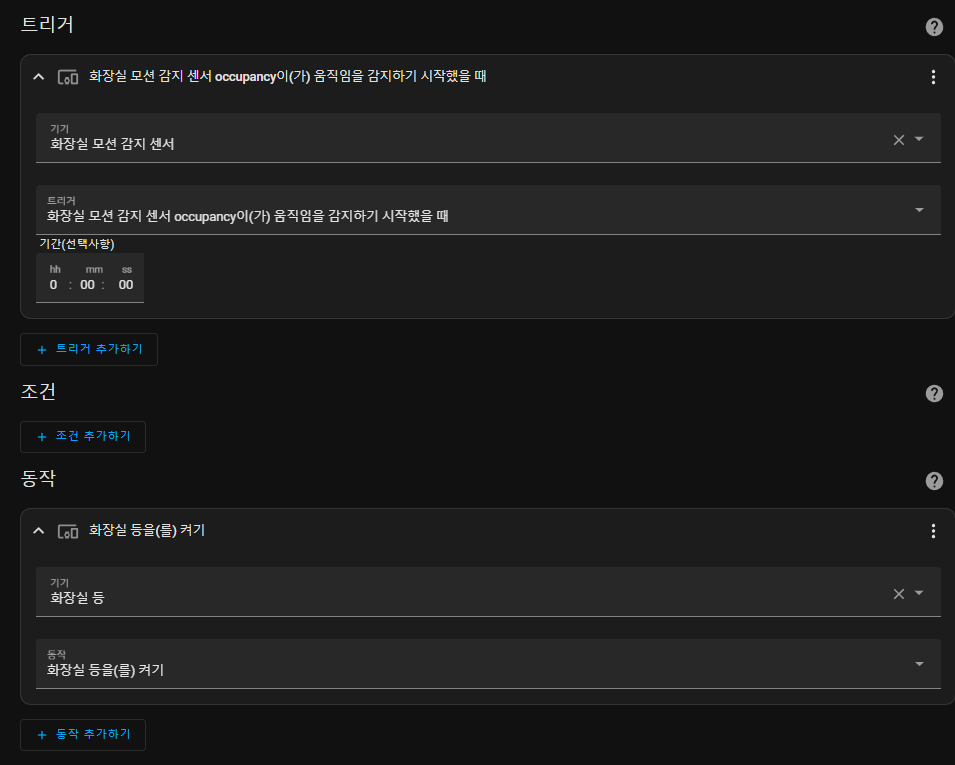 트리거
화장실 모션 감지 센서 occupancy이(가) 움직임을 감지하기 시작했을 때
기기
화장실 모션 감지 센서
트리거
화장실 모션 감지 센서 occupancy이(가) 움직임을 감지하기 시작했을 때
기간(선택사항)
hh mm ss
0 : 00 : 00
+ 트리거 추가하기
조건
+ 조건 추가하기
동작
화장실 등을(를) 켜기
기기
화장실 등
동작
화장실 등을(를) 켜기
+ 동작 추가하기